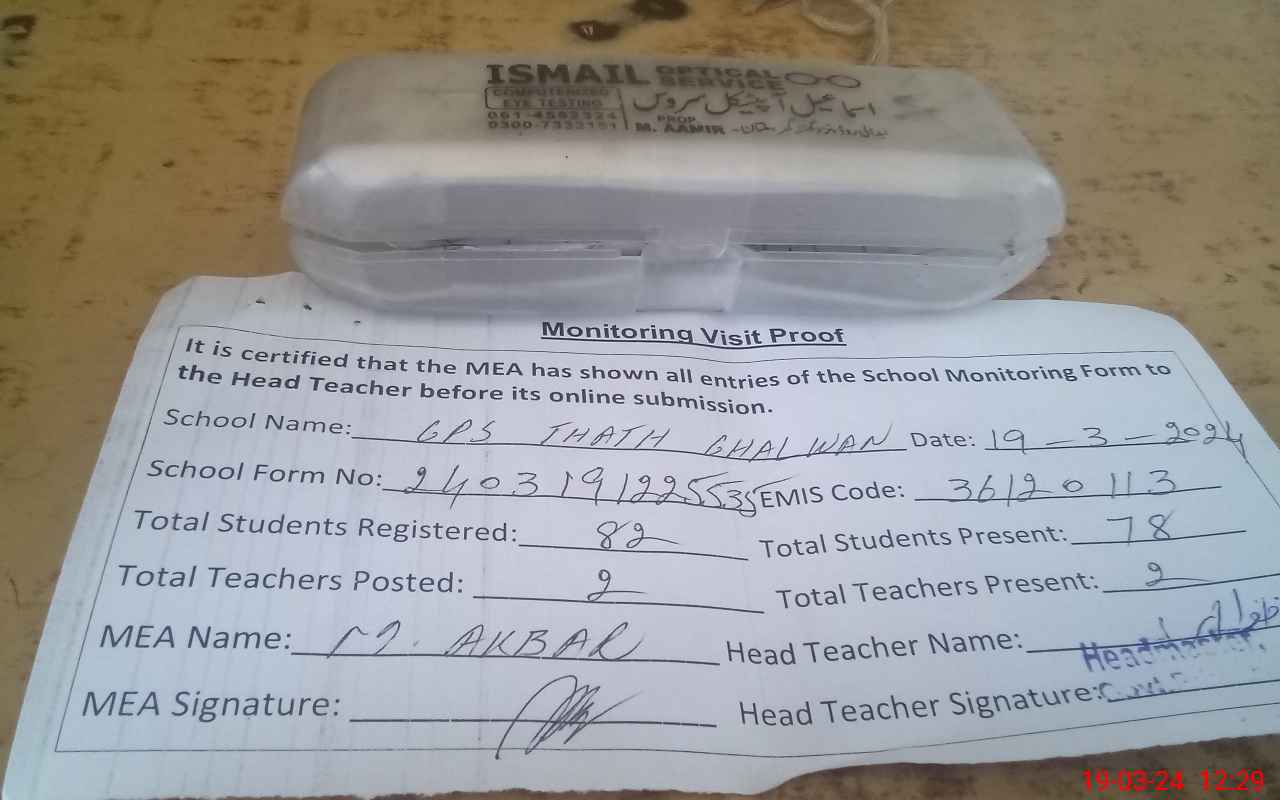 ISMAIL OPTICAL SERVICE
COMPUTERIZED
EYE TESTING
اسماعیل آپٹیکل سروس
061-4582324
0300-7332181
PROP.
M. AAMIR
Monitoring Visit Proof
It is certified that the MEA has shown all entries of the School Monitoring Form to
the Head Teacher before its online submission.
School Name: GPS THATH GHALWAN Date: 19-3-2024
School Form No: 24031912255535 EMIS Code: 36120113
Total Students Registered: 82 Total Students Present: 78
Total Teachers Posted: 2 Total Teachers Present: 2
MEA Name: M. AKBAR Head Teacher Name:
Headmaster,
MEA Signature: Head Teacher Signature:
19-03-24 12:29